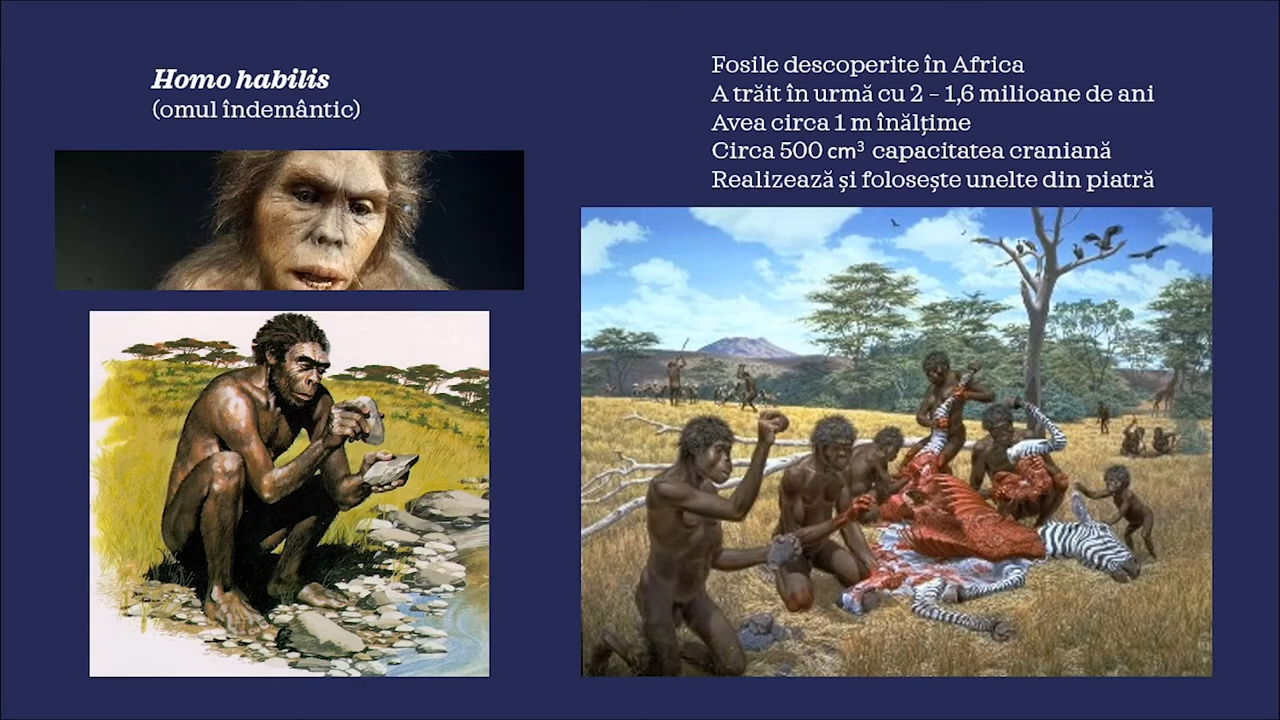 Homo habilis
(omul îndemântic)
Fosile descoperite în Africa
A trăit în urmă cu 2 – 1,6 milioane de ani
Avea circa 1 m înălțime
Circa 500 cm³ capacitatea craniană
Realizează și folosește unelte din piatră